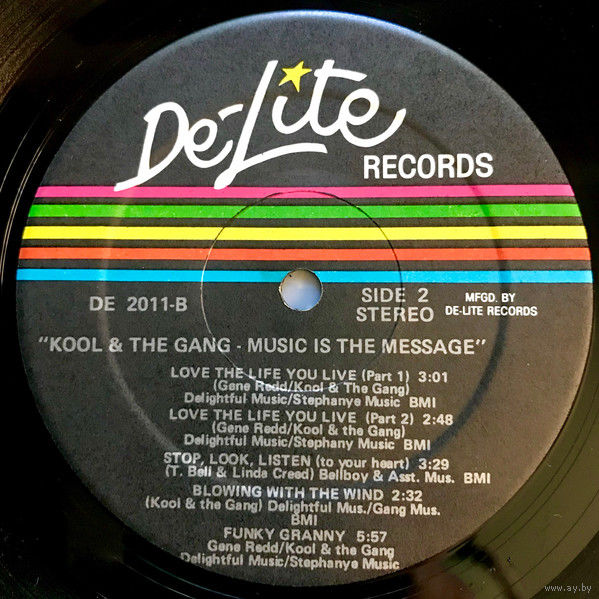 De-Lite
RECORDS
DE 2011-B
SIDE 2
STEREO
MFGD. BY
DE-LITE RECORDS
"KOOL & THE GANG - MUSIC IS THE MESSAGE"
LOVE THE LIFE YOU LIVE (Part 1) 3:01
(Gene Redd/Kool & The Gang)
Delightful Music/Stephanye Music BMI
LOVE THE LIFE YOU LIVE (Part 2) 2:48
(Gene Redd/Kool & the Gang)
Delightful Music/Stephany Music BMI
STOP, LOOK, LISTEN (to your heart) 3:29
(T. Bell & Linda Creed) Bellboy & Asst. Mus. BMI
BLOWING WITH THE WIND 2:32
(Kool & the Gang) Delightful Mus./Gang Mus.
BMI
FUNKY GRANNY 5:57
Gene Redd/Kool & the Gang
Delightful Music/Stephanye Music
www.ay.by